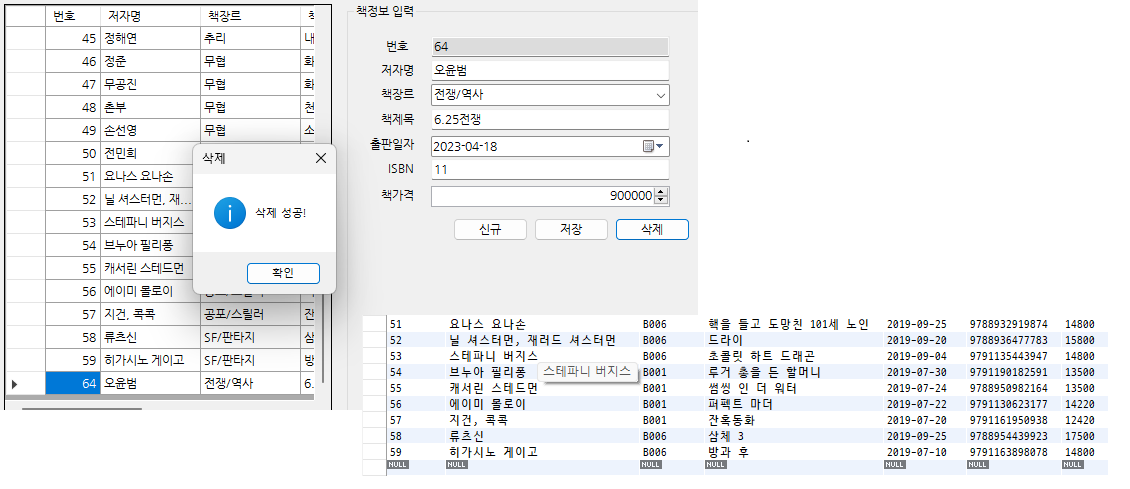 번호 저자명 책장르 책
45 정해연 추리 내
46 정준 무협 화
47 무공진 무협 화
48 촌부 무협 천
49 손선영 무협 소
50 전민희
51 요나스 요나손
52 닐 셔스터먼, 재...
53 스테파니 버지스
54 브누아 필리퐁
55 캐서린 스테드먼
56 에이미 몰로이
57 지건, 콕콕 공포/스릴러 잔
58 류츠신 SF/판타지 삼
59 히가시노 게이고 SF/판타지 방
64 오윤범 전쟁/역사 6.
삭제
삭제 성공!
확인
책정보 입력
번호 64
저자명 오윤범
책장르 전쟁/역사
책제목 6.25전쟁
출판일자 2023-04-18
ISBN 11
책가격 900000
신규 저장 삭제
51 요나스 요나손 B006 핵을 들고 도망친 101세 노인 2019-09-25 9788932919874 14800
52 닐 셔스터먼, 재러드 셔스터먼 B006 드라이 2019-09-20 9788936477783 15800
53 스테파니 버지스 B006 초콜릿 하트 드래곤 2019-09-04 9791135443947 14800
54 브누아 필리퐁 B001 루거 총을 든 할머니 2019-07-30 9791190182591 13500
스테파니 버지스
55 캐서린 스테드먼 B001 썸씽 인 더 워터 2019-07-24 9788950982164 13500
56 에이미 몰로이 B001 퍼펙트 마더 2019-07-22 9791130623177 14220
57 지건, 콕콕 B001 잔혹동화 2019-07-20 9791161950938 12420
58 류츠신 B006 삼체 3 2019-09-25 9788954439923 17500
59 히가시노 게이고 B006 방과 후 2019-07-10 9791163898078 14800
NULL NULL NULL NULL NULL NULL NULL